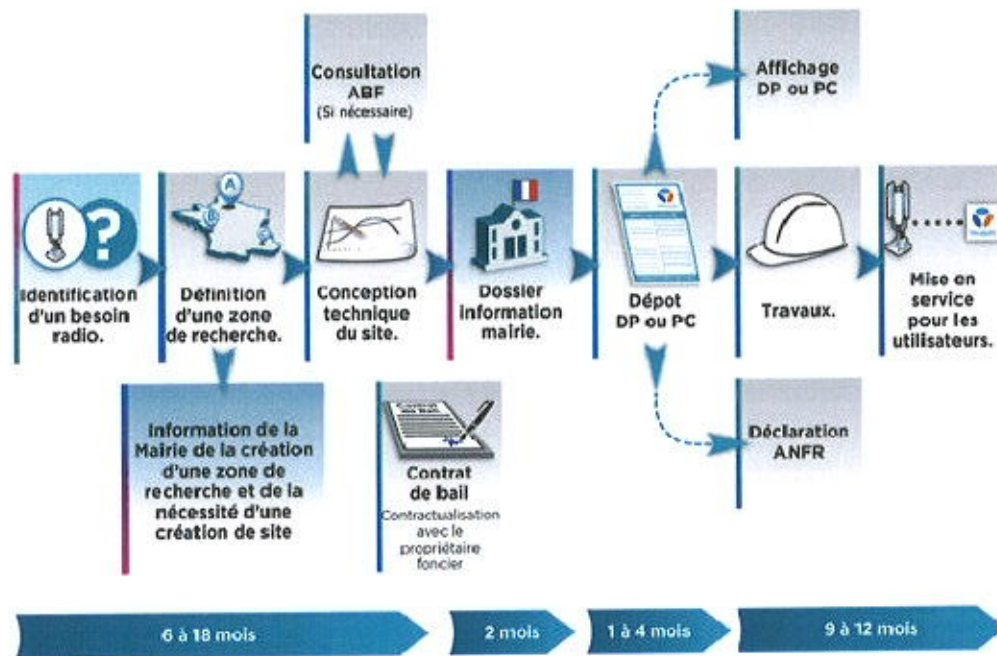 Consultation
ABF
(Si nécessaire)
Affichage
DP ou PC
A
?
Identification
d'un besoin
radio.
Définition
d'une zone
de recherche.
Conception
technique
du site.
Dossier
information
mairie.
Dépot
DP ou PC
Travaux.
Mise en
service
pour les
utilisateurs.
Information de la
Mairie de la création
d'une zone de
recherche et de la
nécessité d'une
création de site
Contrat
de Bail
Contrat
de bail
Contractualisation
avec le
propriétaire
foncier
Déclaration
ANFR
6 à 18 mois
2 mois
1 à 4 mois
9 à 12 mois